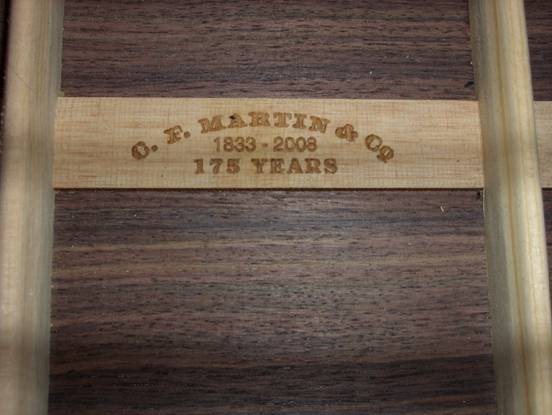 C. F. MARTIN & CO
1833 - 2008
175 YEARS